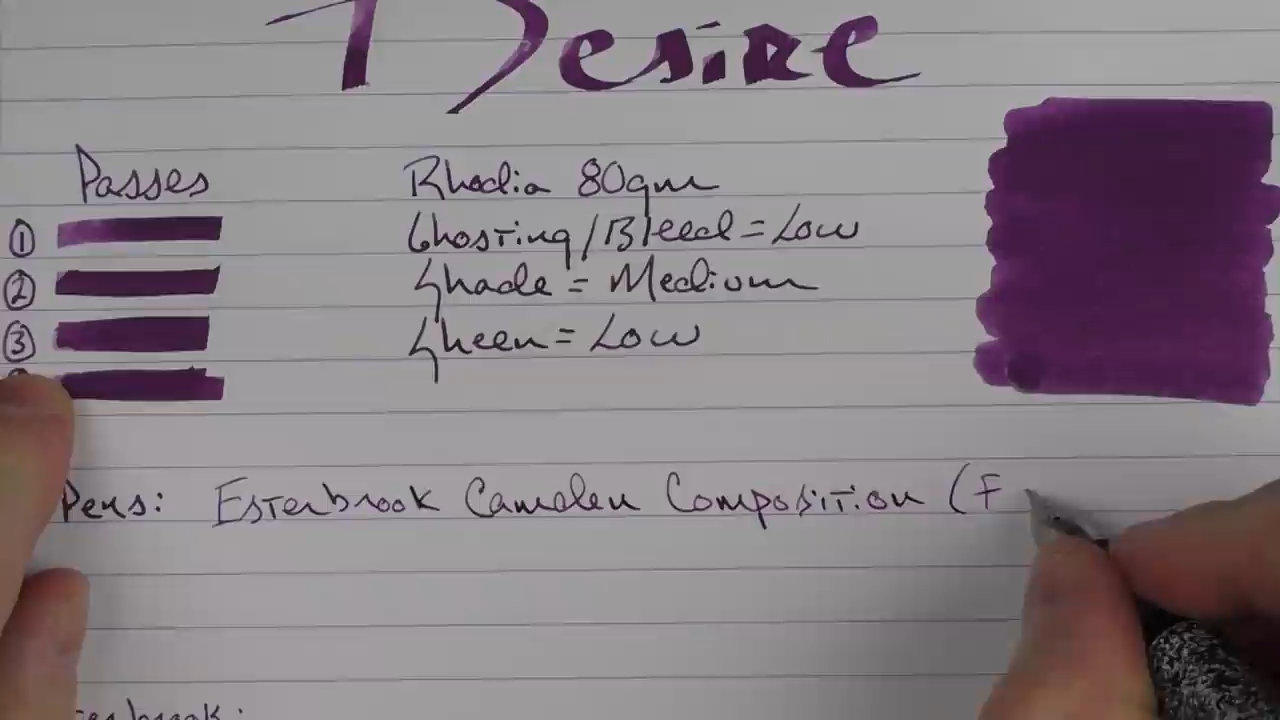 Desire
Passes
Rhodia 80gm
①
Ghosting/Bleed = Low
②
Shade = Medium
③
Sheen = Low
Pens: Esterbrook Camden Composition (F